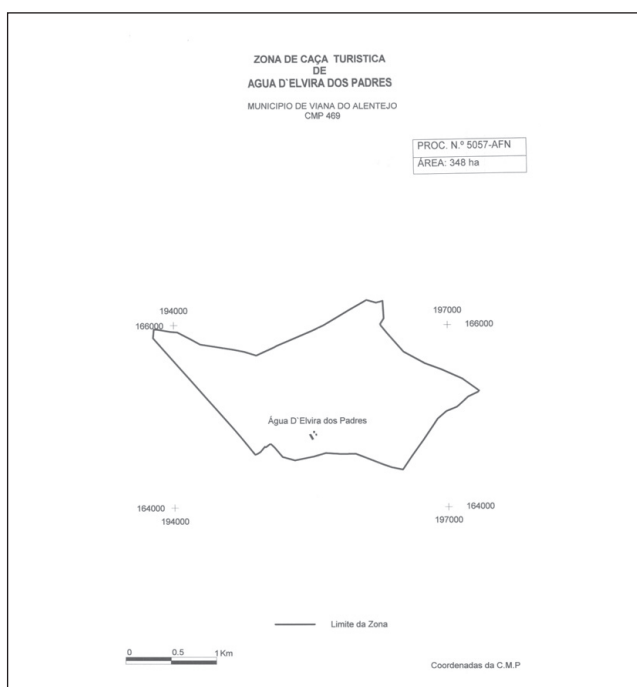 ZONA DE CAÇA TURISTICA
DE
AGUA D`ELVIRA DOS PADRES
MUNICIPIO DE VIANA DO ALENTEJO
CMP 469
PROC. N.º 5057-AFN
ÁREA: 348 ha
194000
166000
197000
166000
Água D`Elvira dos Padres
164000
194000
164000
197000
Limite da Zona
0 0.5 1 Km
Coordenadas da C.M.P